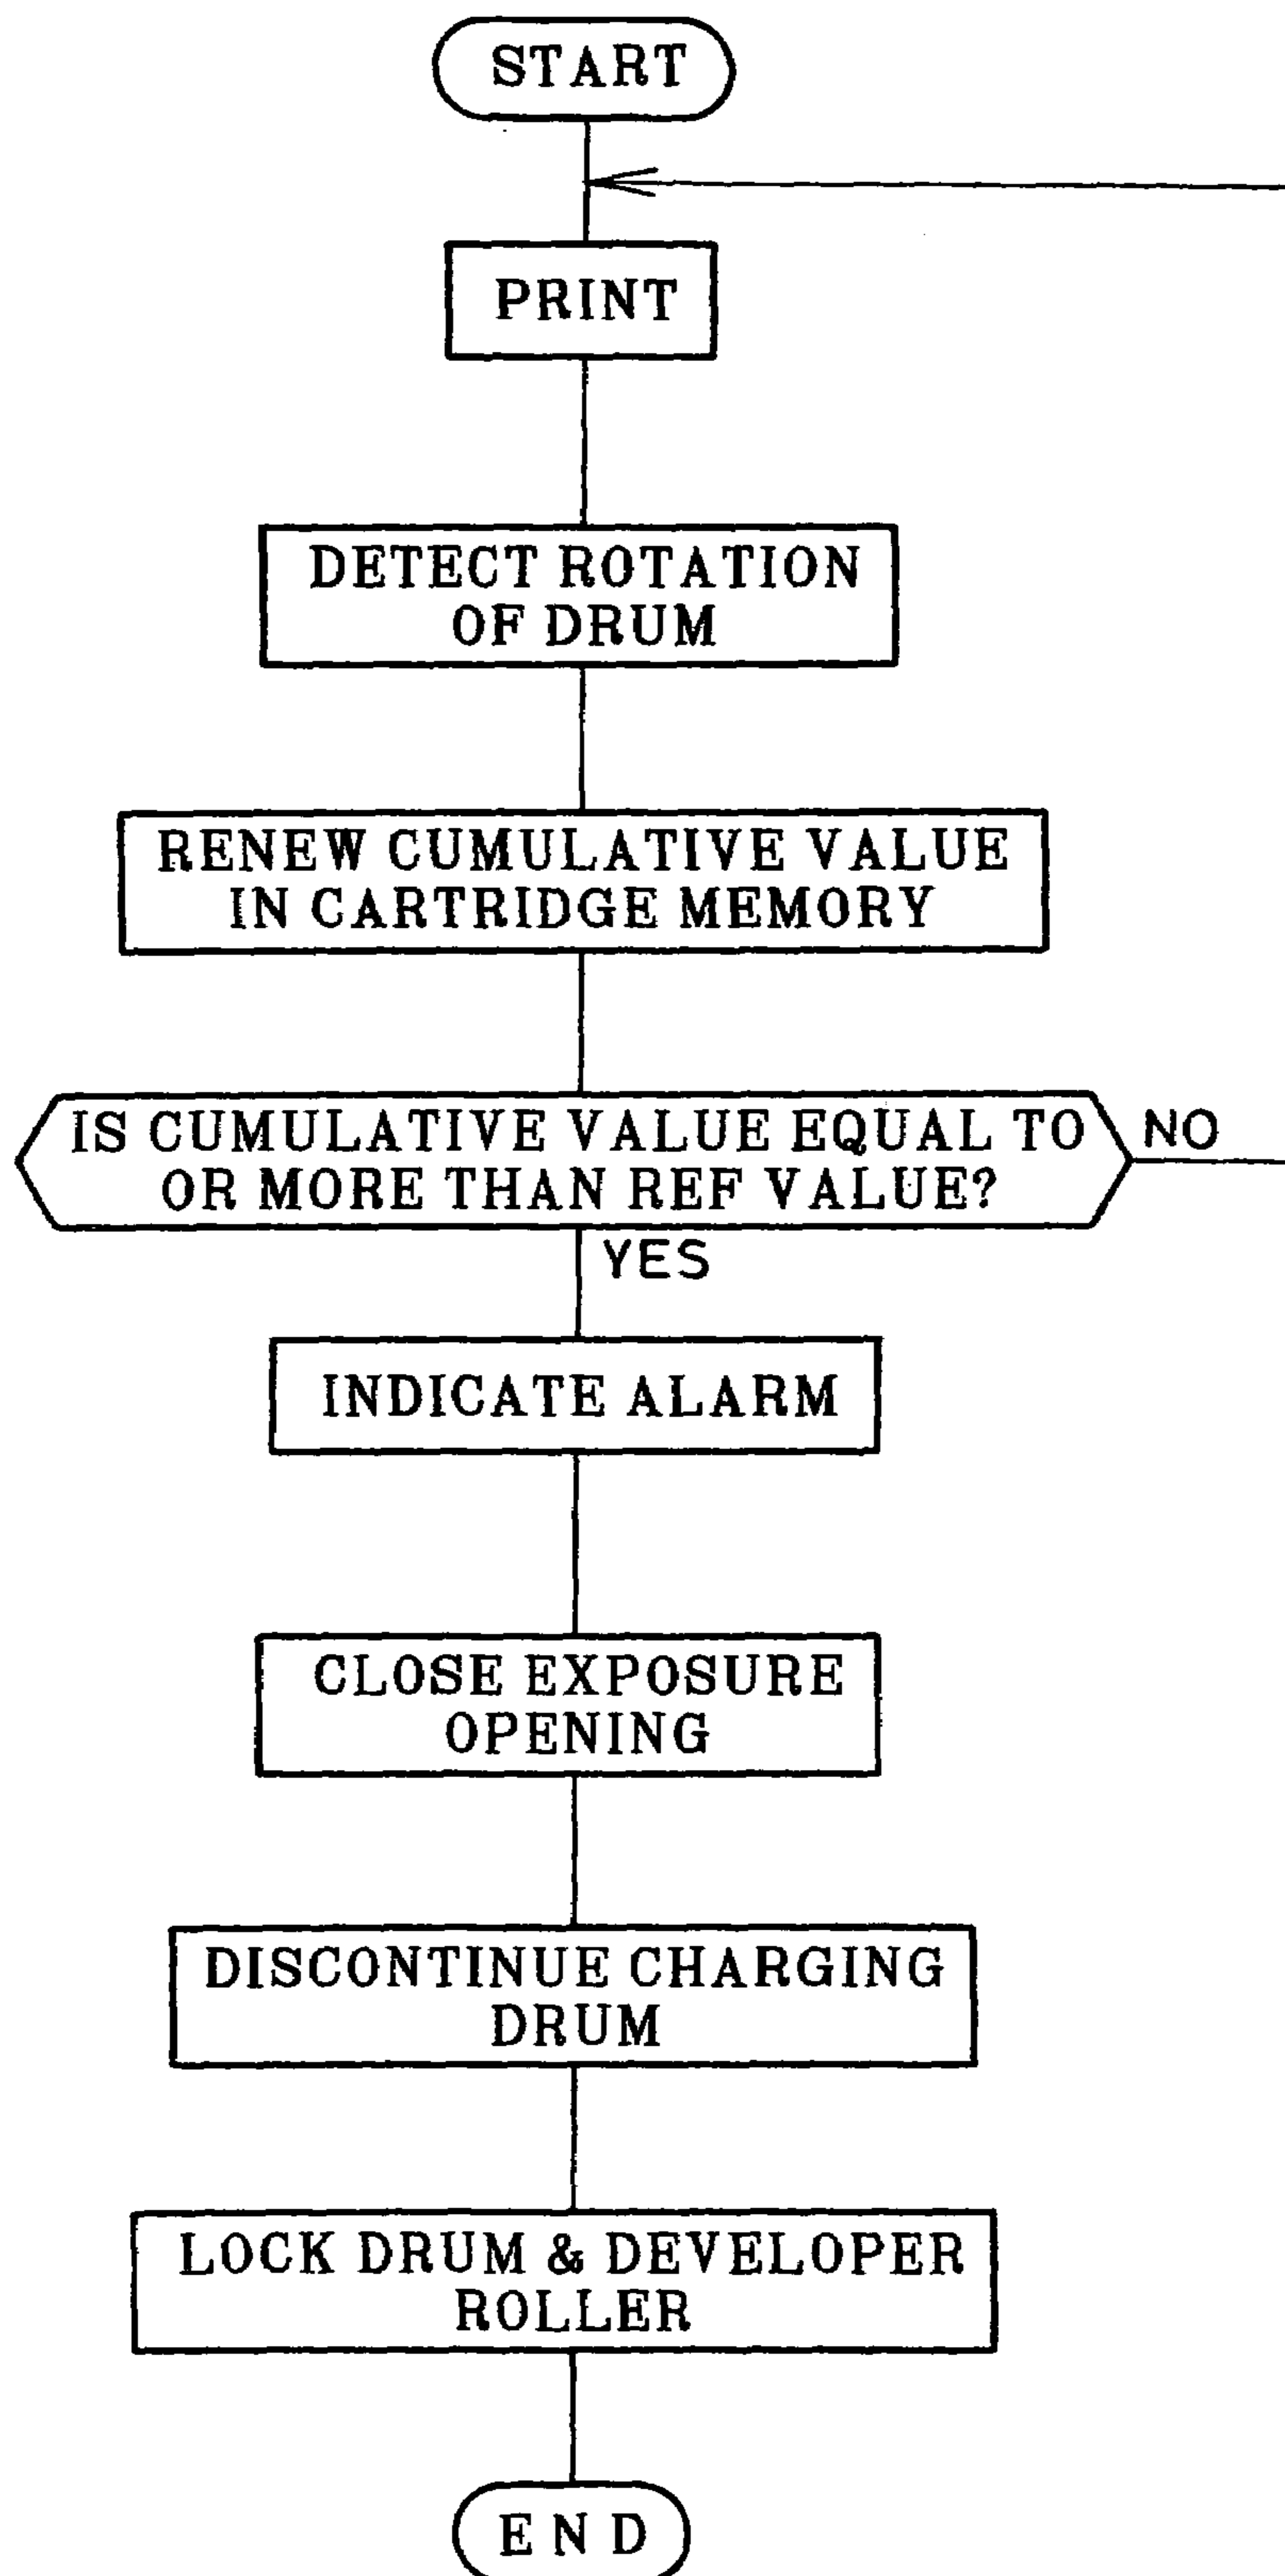 START
PRINT
DETECT ROTATION
OF DRUM
RENEW CUMULATIVE VALUE
IN CARTRIDGE MEMORY
IS CUMULATIVE VALUE EQUAL TO
OR MORE THAN REF VALUE?
NO
YES
INDICATE ALARM
CLOSE EXPOSURE
OPENING
DISCONTINUE CHARGING
DRUM
LOCK DRUM & DEVELOPER
ROLLER
END